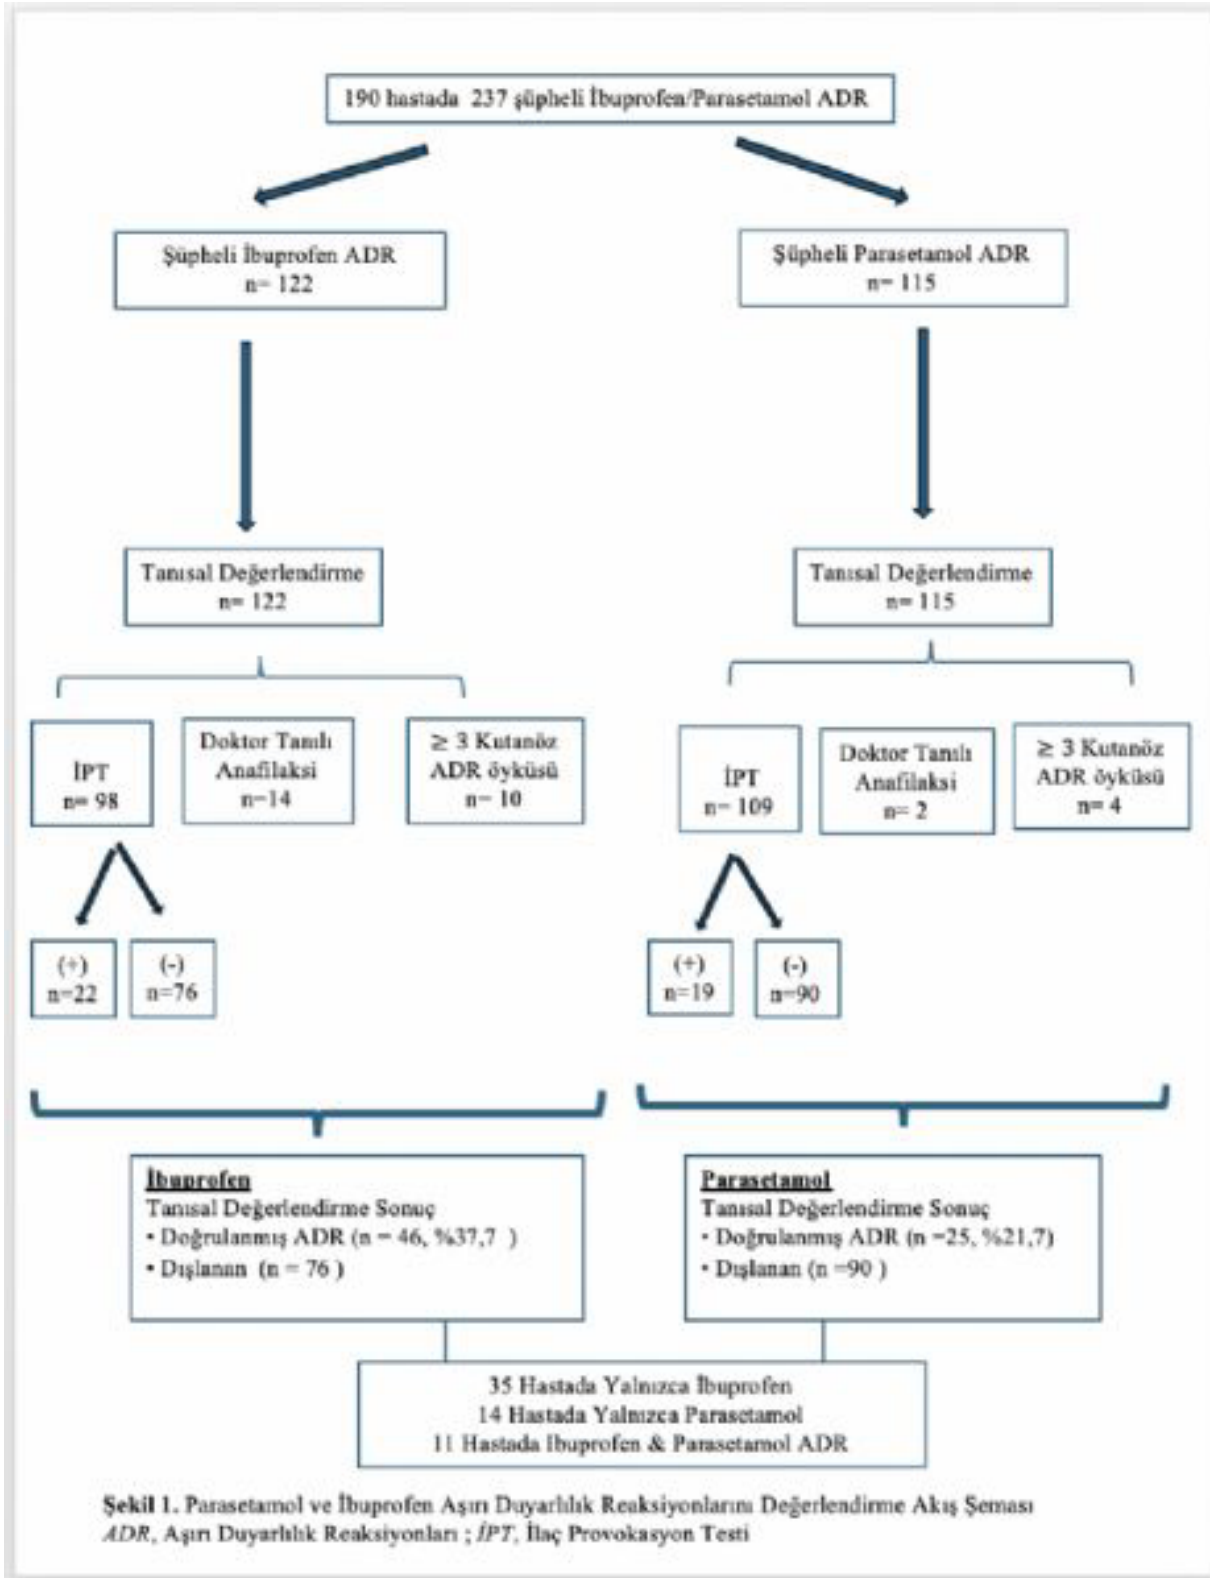 190 hastada 237 şüpheli İbuprofen/Parasetamol ADR
Şüpheli İbuprofen ADR
n= 122
Şüpheli Parasetamol ADR
n= 115
Tanısal Değerlendirme
n= 122
Tanısal Değerlendirme
n= 115
İPT
n= 98
Doktor Tanılı
Anafilaksi
n=14
≥ 3 Kutanöz
ADR öyküsü
n= 10
İPT
n= 109
Doktor Tanılı
Anafilaksi
n= 2
≥ 3 Kutanöz
ADR öyküsü
n= 4
(+)
n=22
(-)
n=76
(+)
n=19
(-)
n=90
İbuprofen
Tanısal Değerlendirme Sonuç
• Doğrulanmış ADR (n = 46, %37,7 )
• Dışlanan (n = 76 )
Parasetamol
Tanısal Değerlendirme Sonuç
• Doğrulanmış ADR (n =25, %21,7)
• Dışlanan (n =90 )
35 Hastada Yalnızca İbuprofen
14 Hastada Yalnızca Parasetamol
11 Hastada Ibuprofen & Parasetamol ADR
Şekil 1. Parasetamol ve İbuprofen Aşırı Duyarlılık Reaksiyonlarını Değerlendirme Akış Şeması
ADR, Aşırı Duyarlılık Reaksiyonları ; İPT, İlaç Provokasyon Testi